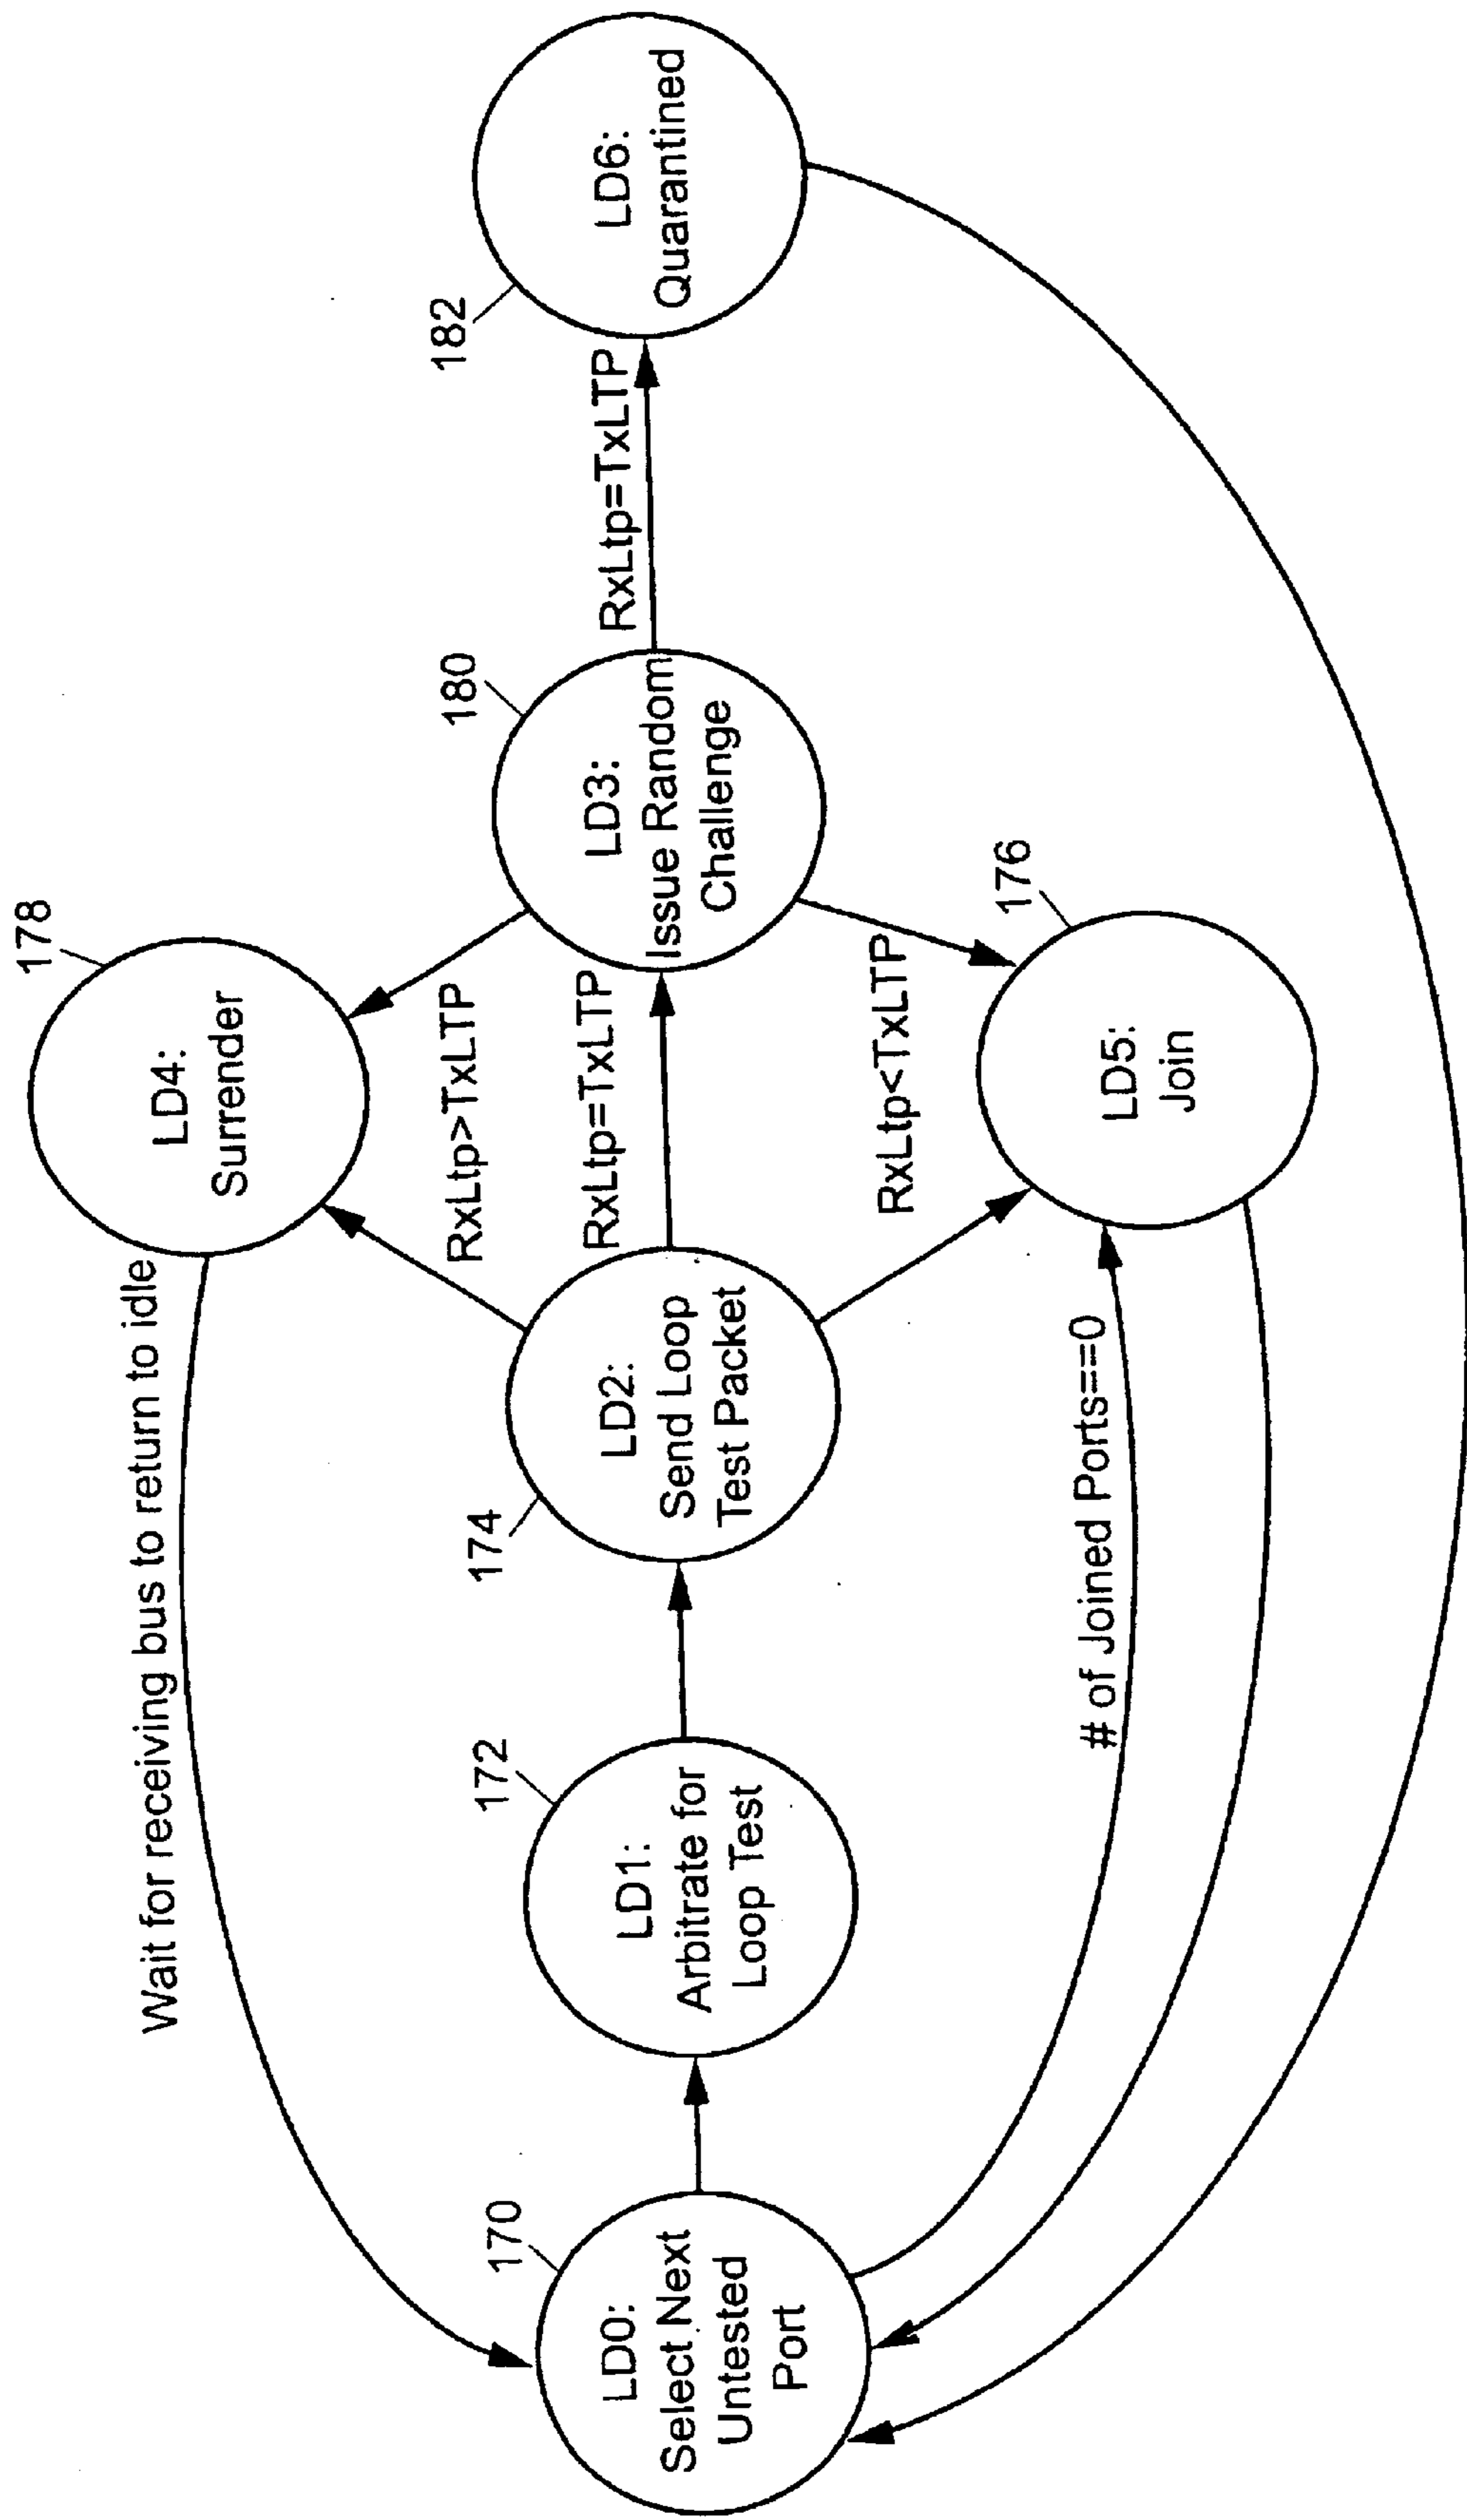 178
LD4:
Surrender
Wait for receiving bus to return to idle
RxLtp>TxLTP
170
LD0:
Select Next
Untested
Port
172
LD1:
Arbitrate for
Loop Test
174
LD2:
Send Loop
Test Packet
RxLtp=TxLTP
180
LD3:
Issue Random
Challenge
RxLtp=TxLTP
182
LD6:
Quarantined
RxLtp<TxLTP
176
LD5:
Join
# of Joined Ports==0